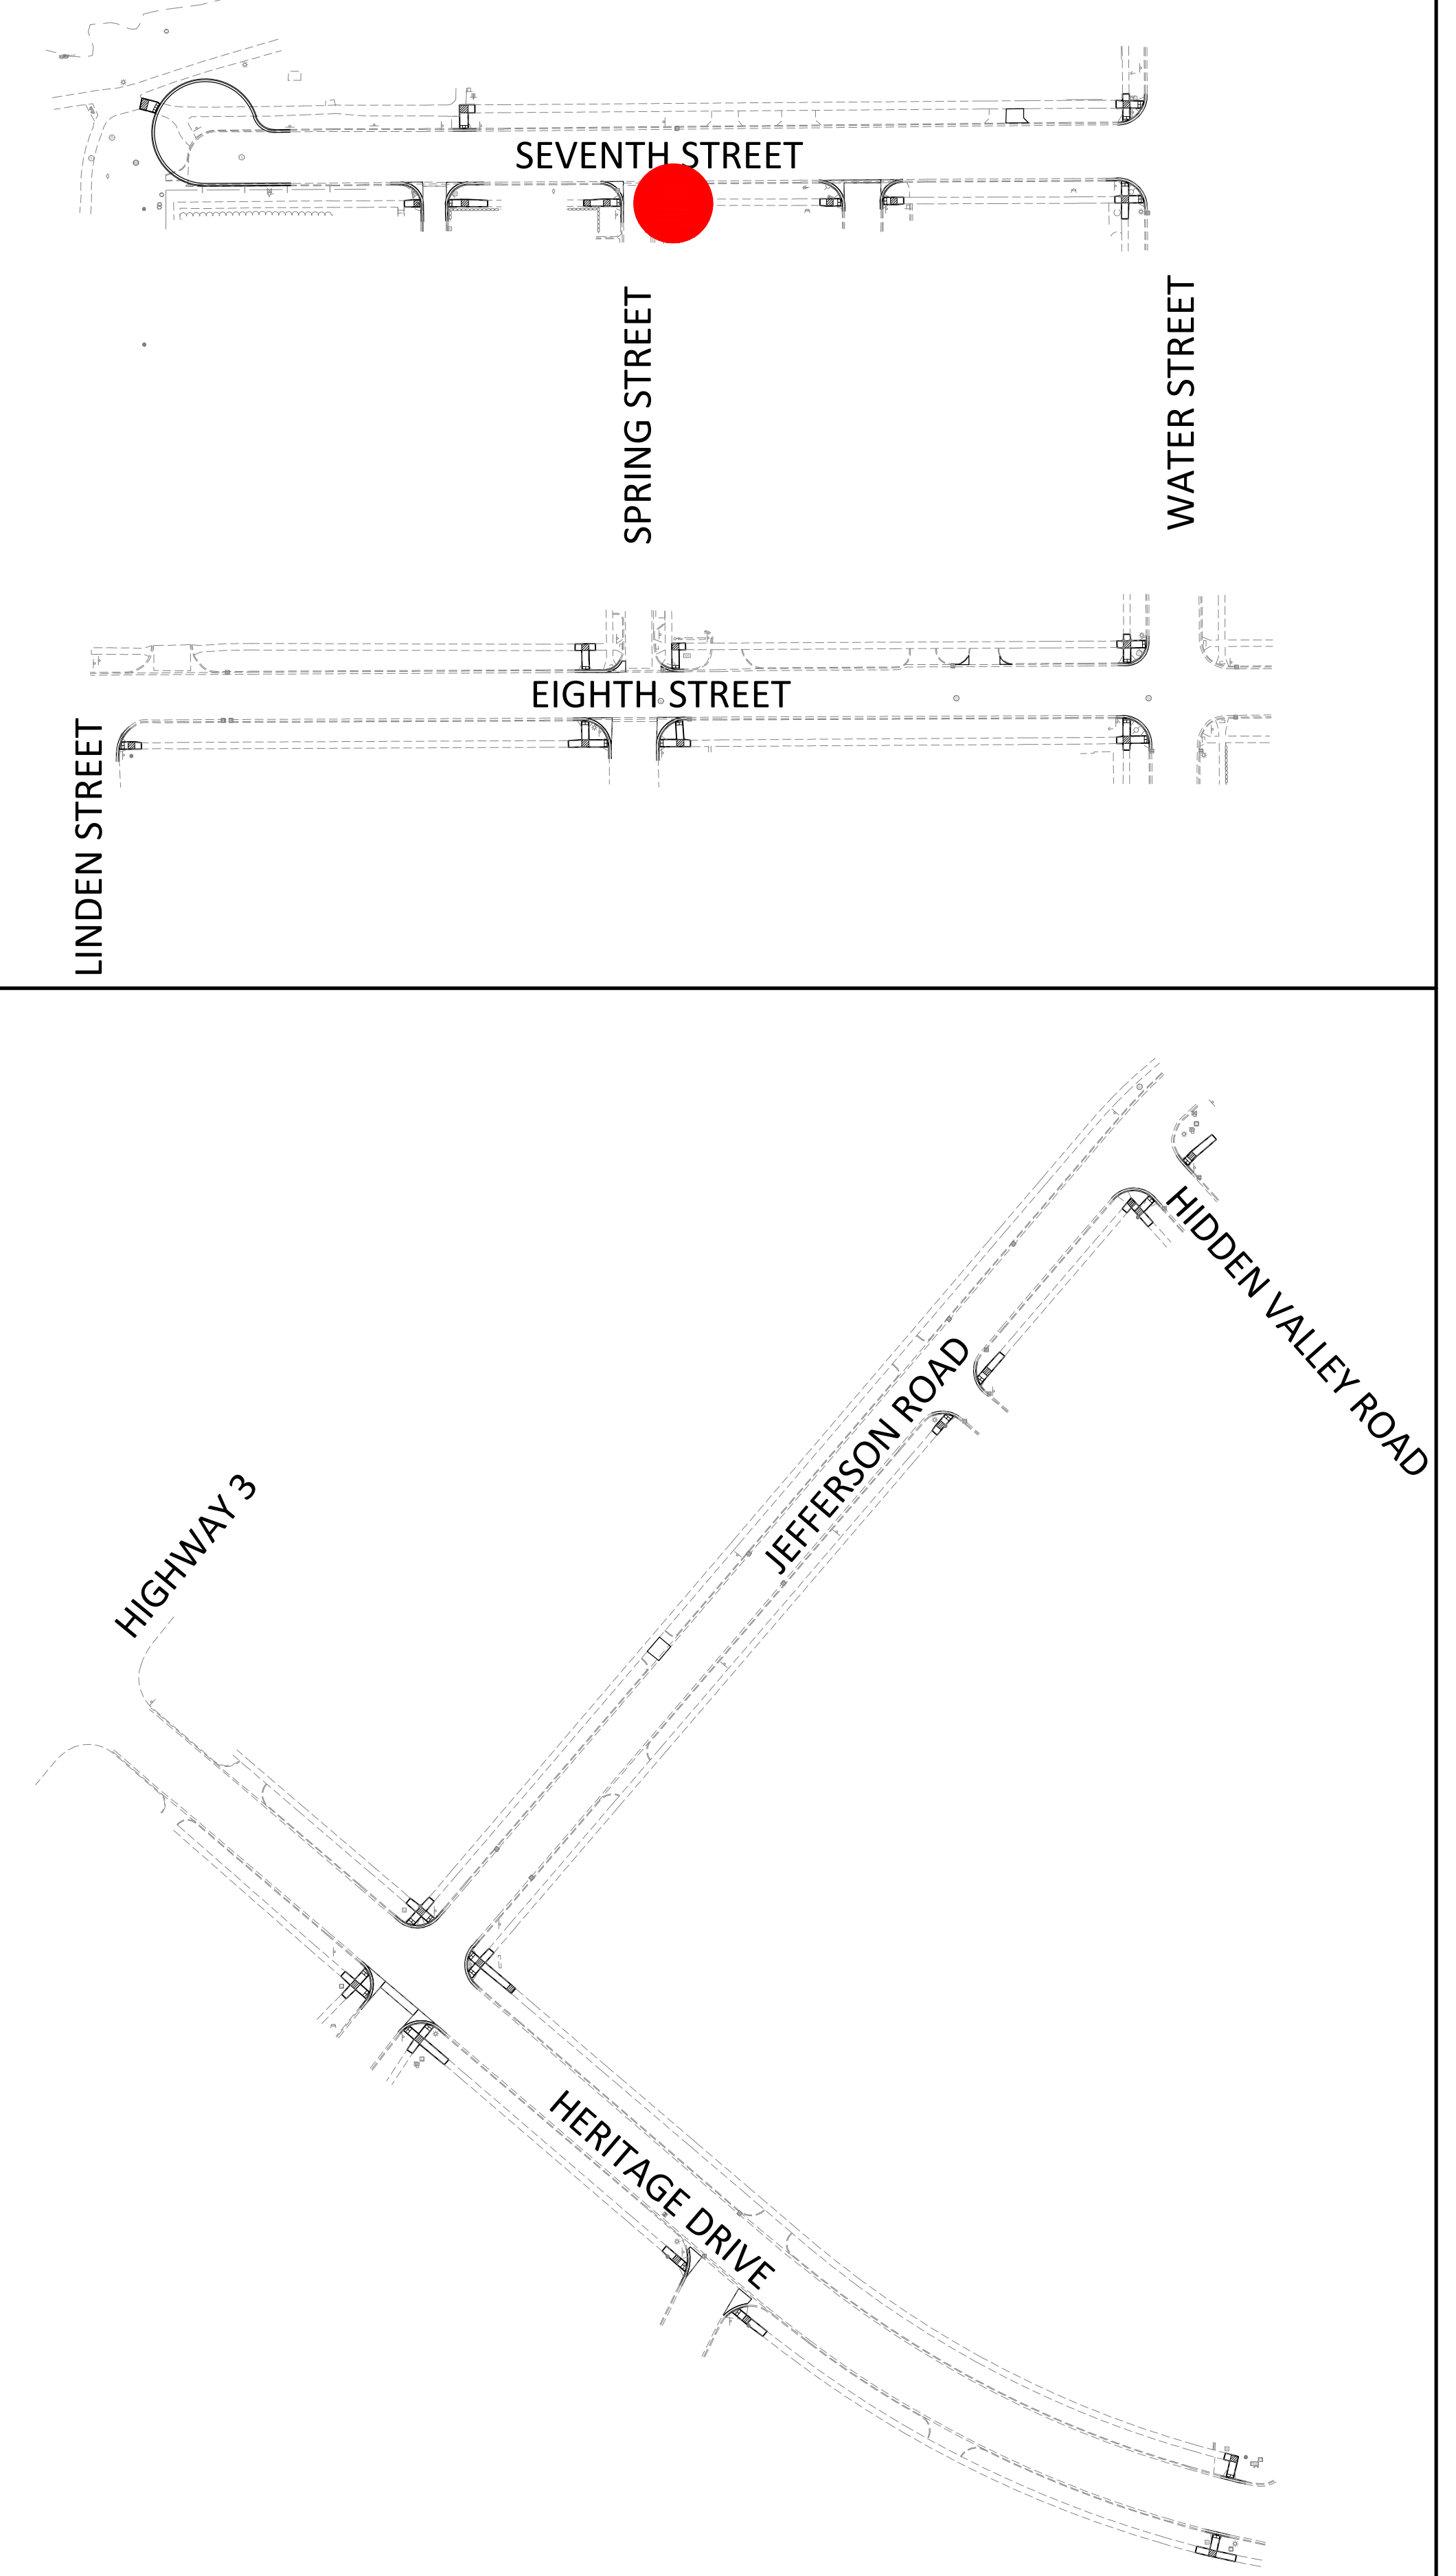 SEVENTH STREET
SPRING STREET
WATER STREET
EIGHTH STREET
LINDEN STREET
HIDDEN VALLEY ROAD
JEFFERSON ROAD
HIGHWAY 3
HERITAGE DRIVE